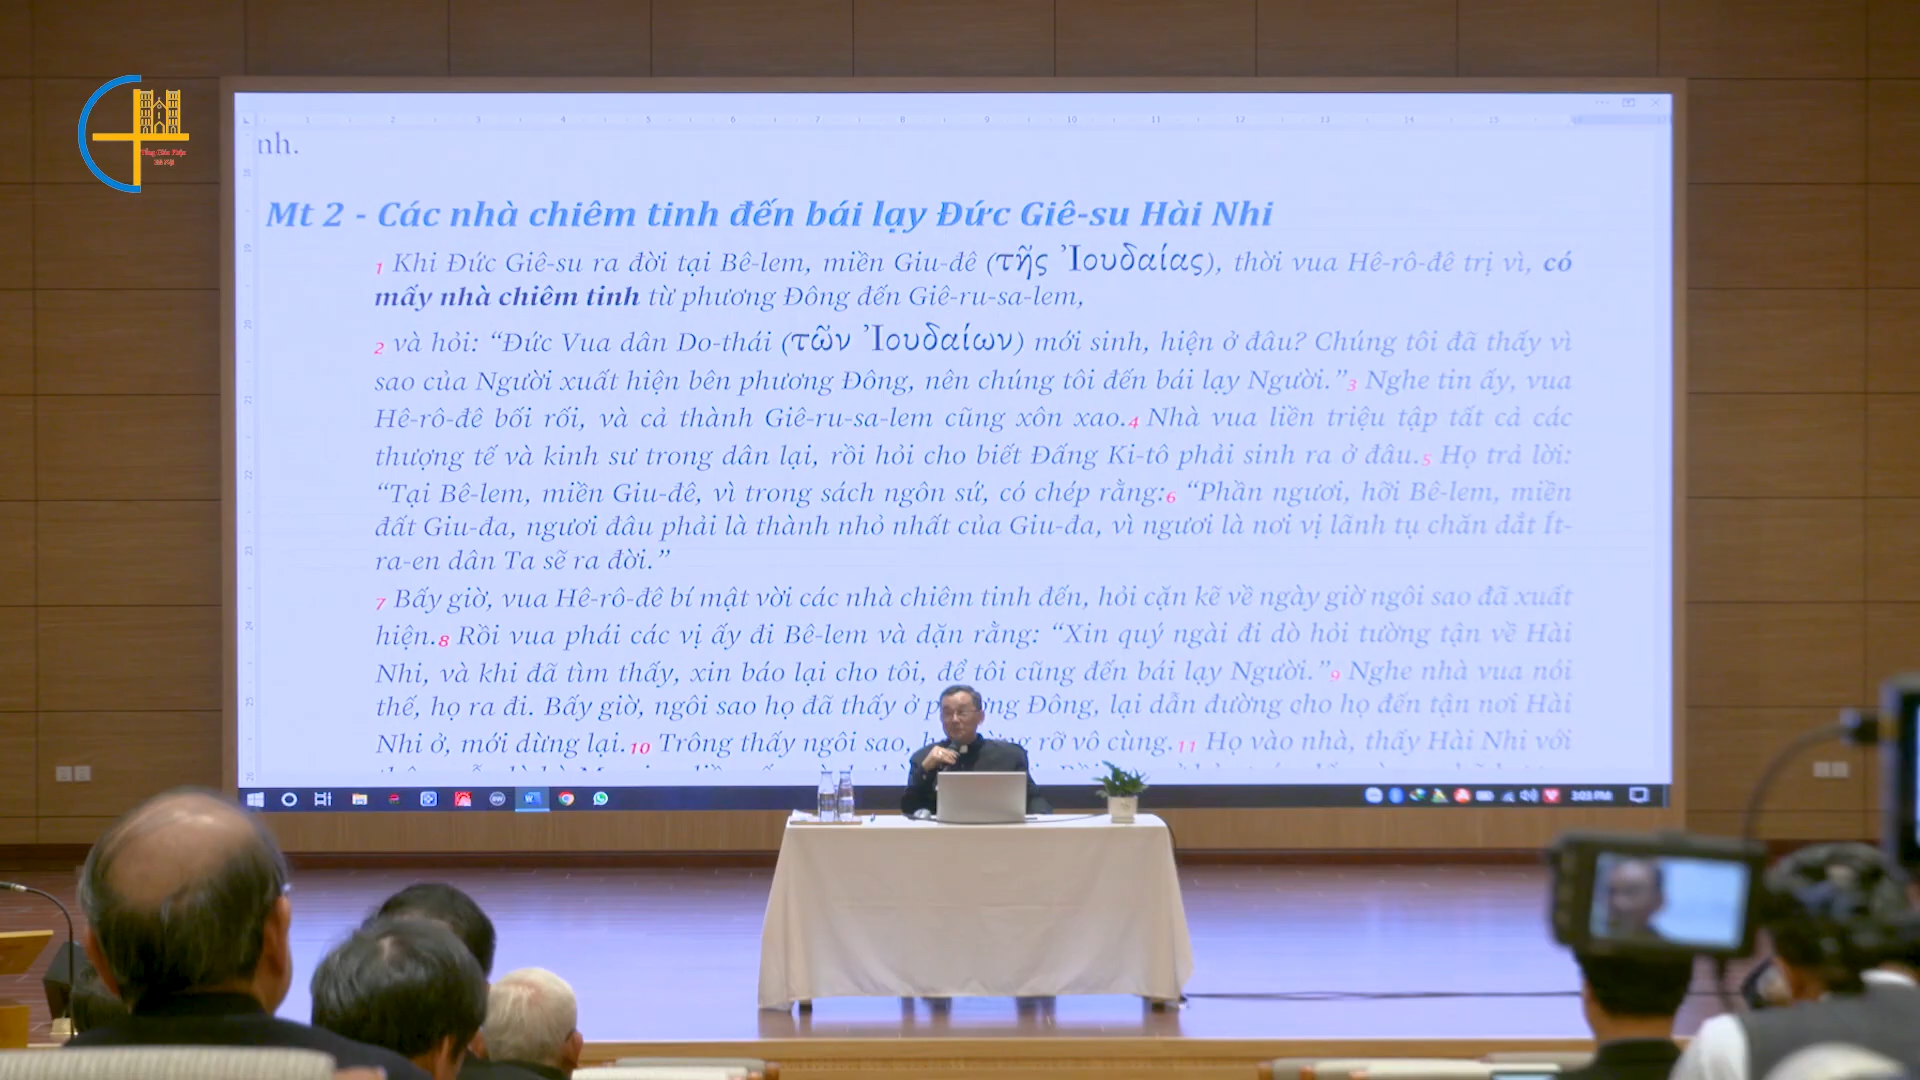 Tổng Giáo Phận
Hà Nội
nh.
Mt 2 - Các nhà chiêm tinh đến bái lạy Đức Giê-su Hài Nhi
1 Khi Đức Giê-su ra đời tại Bê-lem, miền Giu-đê (τῆς Ἰουδαίας), thời vua Hê-rô-đê trị vì, có
mấy nhà chiêm tinh từ phương Đông đến Giê-ru-sa-lem,
2 và hỏi: “Đức Vua dân Do-thái (τῶν Ἰουδαίων) mới sinh, hiện ở đâu? Chúng tôi đã thấy vì
sao của Người xuất hiện bên phương Đông, nên chúng tôi đến bái lạy Người.”3 Nghe tin ấy, vua
Hê-rô-đê bối rối, và cả thành Giê-ru-sa-lem cũng xôn xao.4 Nhà vua liền triệu tập tất cả các
thượng tế và kinh sư trong dân lại, rồi hỏi cho biết Đấng Ki-tô phải sinh ra ở đâu.5 Họ trả lời:
“Tại Bê-lem, miền Giu-đê, vì trong sách ngôn sứ, có chép rằng:6 “Phần ngươi, hỡi Bê-lem, miền
đất Giu-đa, ngươi đâu phải là thành nhỏ nhất của Giu-đa, vì ngươi là nơi vị lãnh tụ chăn dắt Ít-
ra-en dân Ta sẽ ra đời.”
7 Bấy giờ, vua Hê-rô-đê bí mật vời các nhà chiêm tinh đến, hỏi cặn kẽ về ngày giờ ngôi sao đã xuất
hiện.8 Rồi vua phái các vị ấy đi Bê-lem và dặn rằng: “Xin quý ngài đi dò hỏi tường tận về Hài
Nhi, và khi đã tìm thấy, xin báo lại cho tôi, để tôi cũng đến bái lạy Người.”9 Nghe nhà vua nói
thế, họ ra đi. Bấy giờ, ngôi sao họ đã thấy ở ng Đông, lại dẫn đường cho họ đến tận nơi Hài
Nhi ở, mới dừng lại.10 Trông thấy ngôi sao, rỡ vô cùng.11 Họ vào nhà, thấy Hài Nhi với
3:03 PM